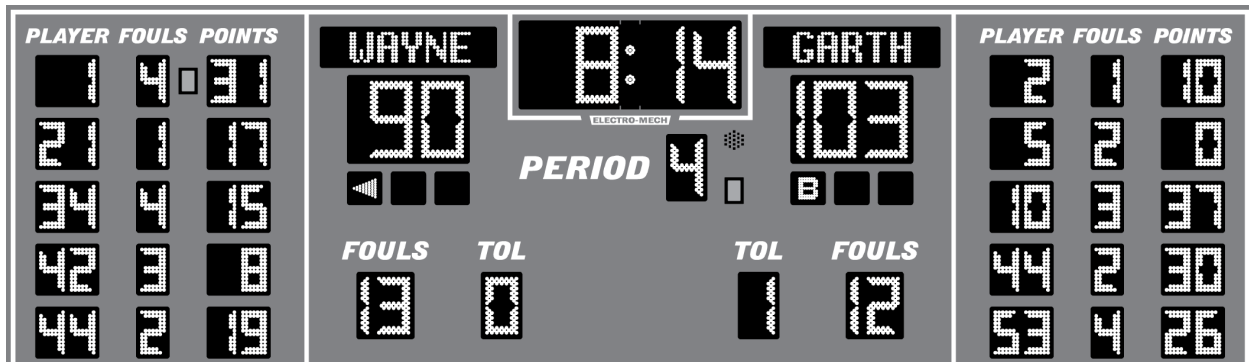 PLAYER FOULS POINTS
1 4 31
21 1 17
34 4 15
42 3 8
44 2 19
WAYNE 8:14 GARTH
90 103
ELECTRO-MECH
PERIOD 4
B
FOULS TOL TOL FOULS
13 0 1 12
PLAYER FOULS POINTS
2 1 10
5 2 0
10 3 37
44 2 30
53 4 26